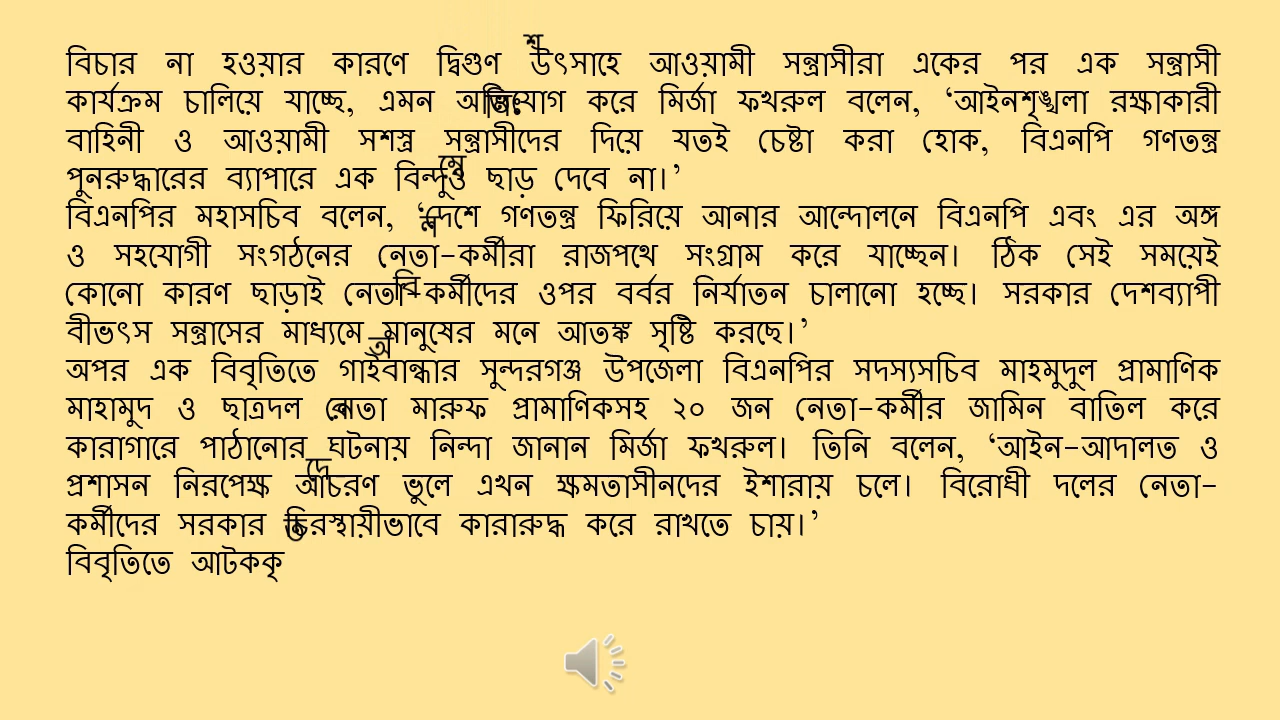 বিচার না হওয়ার কারণে দ্বিগুণ উৎসাহে আওয়ামী সন্ত্রাসীরা একের পর এক সন্ত্রাসী
কার্যক্রম চালিয়ে যাচ্ছে, এমন অভিযোগ করে মির্জা ফখরুল বলেন, ‘আইনশৃঙ্খলা রক্ষাকারী
বাহিনী ও আওয়ামী সশস্ত্র সন্ত্রাসীদের দিয়ে যতই চেষ্টা করা হোক, বিএনপি গণতন্ত্র
পুনরুদ্ধারের ব্যাপারে এক বিন্দুও ছাড় দেবে না।’
বিএনপির মহাসচিব বলেন, ‘দেশে গণতন্ত্র ফিরিয়ে আনার আন্দোলনে বিএনপি এবং এর অঙ্গ
ও সহযোগী সংগঠনের নেতা–কর্মীরা রাজপথে সংগ্রাম করে যাচ্ছেন। ঠিক সেই সময়েই
কোনো কারণ ছাড়াই নেতা–কর্মীদের ওপর বর্বর নির্যাতন চালানো হচ্ছে। সরকার দেশব্যাপী
বীভৎস সন্ত্রাসের মাধ্যমে মানুষের মনে আতঙ্ক সৃষ্টি করছে।’
অপর এক বিবৃতিতে গাইবান্ধার সুন্দরগঞ্জ উপজেলা বিএনপির সদস্যসচিব মাহমুদুল প্রামাণিক
মাহামুদ ও ছাত্রদল নেতা মারুফ প্রামাণিকসহ ২০ জন নেতা–কর্মীর জামিন বাতিল করে
কারাগারে পাঠানোর ঘটনায় নিন্দা জানান মির্জা ফখরুল। তিনি বলেন, ‘আইন–আদালত ও
প্রশাসন নিরপেক্ষ আচরণ ভুলে এখন ক্ষমতাসীনদের ইশারায় চলে। বিরোধী দলের নেতা–
কর্মীদের সরকার চিরস্থায়ীভাবে কারারুদ্ধ করে রাখতে চায়।’
বিবৃতিতে আটককৃ